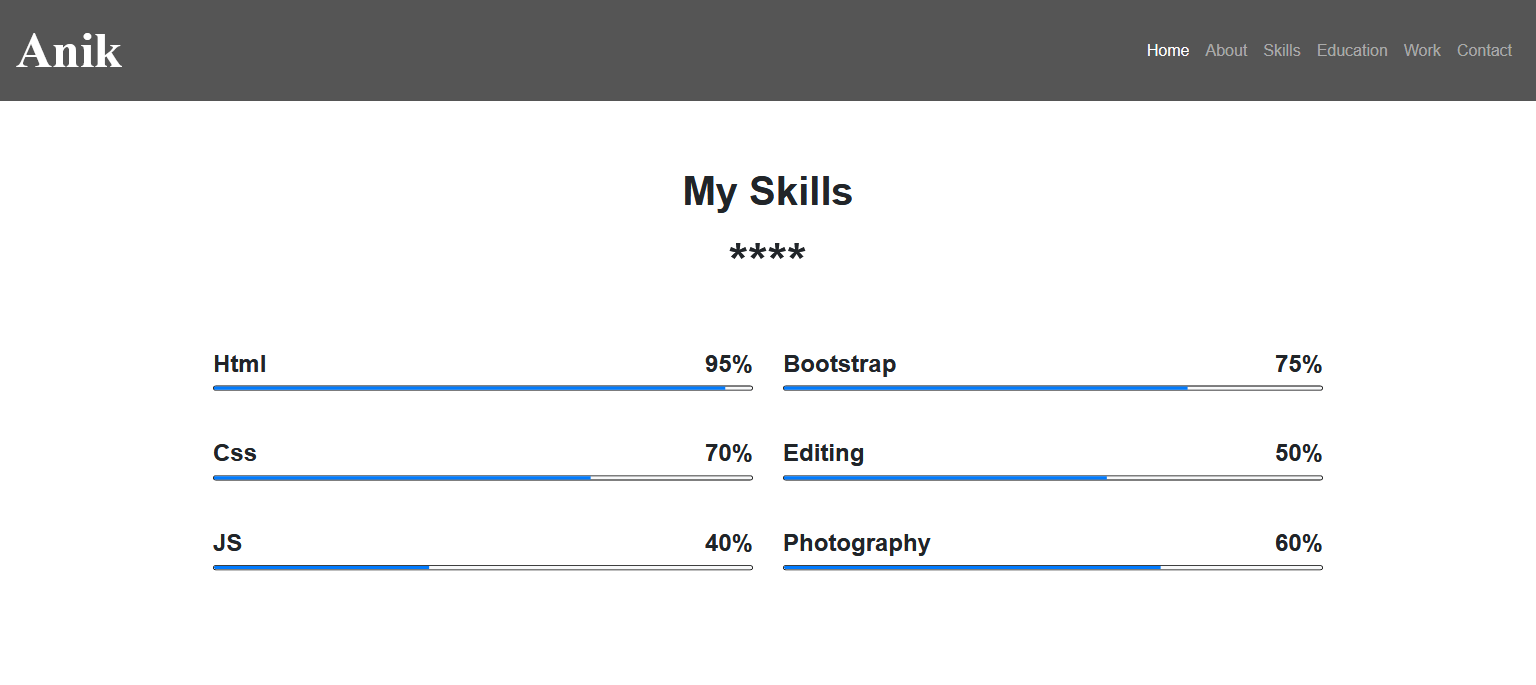 Anik
Home About Skills Education Work Contact
My Skills
****
Html 95%
Bootstrap 75%
Css 70%
Editing 50%
JS 40%
Photography 60%